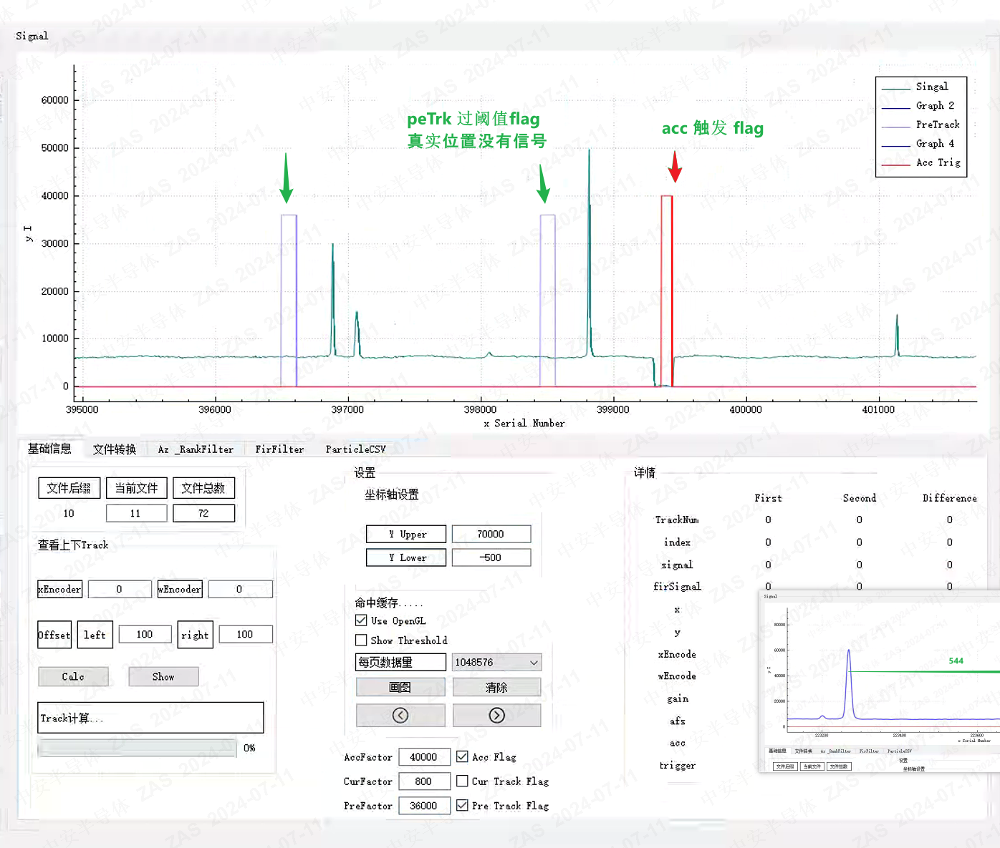 Signal
peTrk 过阈值flag
真实位置没有信号
acc 触发 flag
Singal
Graph 2
PreTrack
Graph 4
Acc Trig
60000
50000
40000
30000
20000
10000
0
y I
395000 396000 397000 398000 399000 400000 401000
x Serial Number
基础信息 文件转换 Az _RankFilter FirFilter ParticleCSV
文件后缀 当前文件 文件总数
10 11 72
查看上下Track
xEncoder 0 wEncoder 0
Offset left 100 right 100
Calc Show
Track计算...
0%
设置
坐标轴设置
Y Upper 70000
Y Lower -500
命中缓存.....
Use OpenGL
Show Threshold
每页数据量 1048576
画图 清除
AccFactor 40000 Acc Flag
CurFactor 800 Cur Track Flag
PreFactor 36000 Pre Track Flag
详情
First Second Difference
TrackNum 0 0 0
index 0 0 0
signal 0 0 0
firSignal 0 0 0
x
y
xEncode
wEncode
gain
afs
acc
trigger
Signal
544
80000
60000
40000
20000
0
y I
223200 223400 223600
x Serial Number
基础信息 文件转换 Az _RankFilter FirFilter ParticleCSV
设置
文件后缀 当前文件 文件总数
坐标轴设置
中安半导体 ZAS 2024-07-11